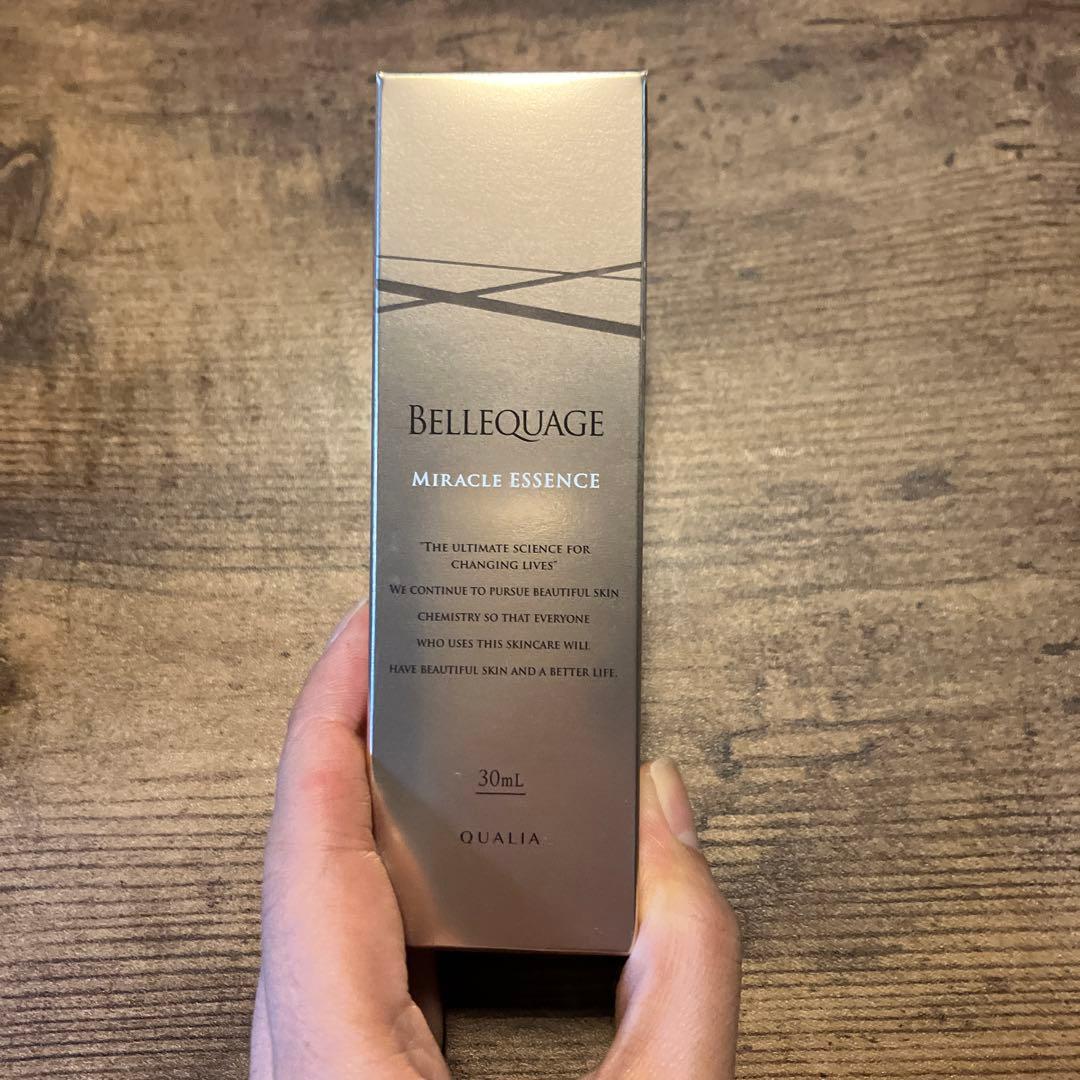 BELLEQUAGE
MIRACLE ESSENCE
"THE ULTIMATE SCIENCE FOR
CHANGING LIVES"
WE CONTINUE TO PURSUE BEAUTIFUL SKIN
CHEMISTRY SO THAT EVERYONE
WHO USES THIS SKINCARE WILL
HAVE BEAUTIFUL SKIN AND A BETTER LIFE.
30mL
QUALIA